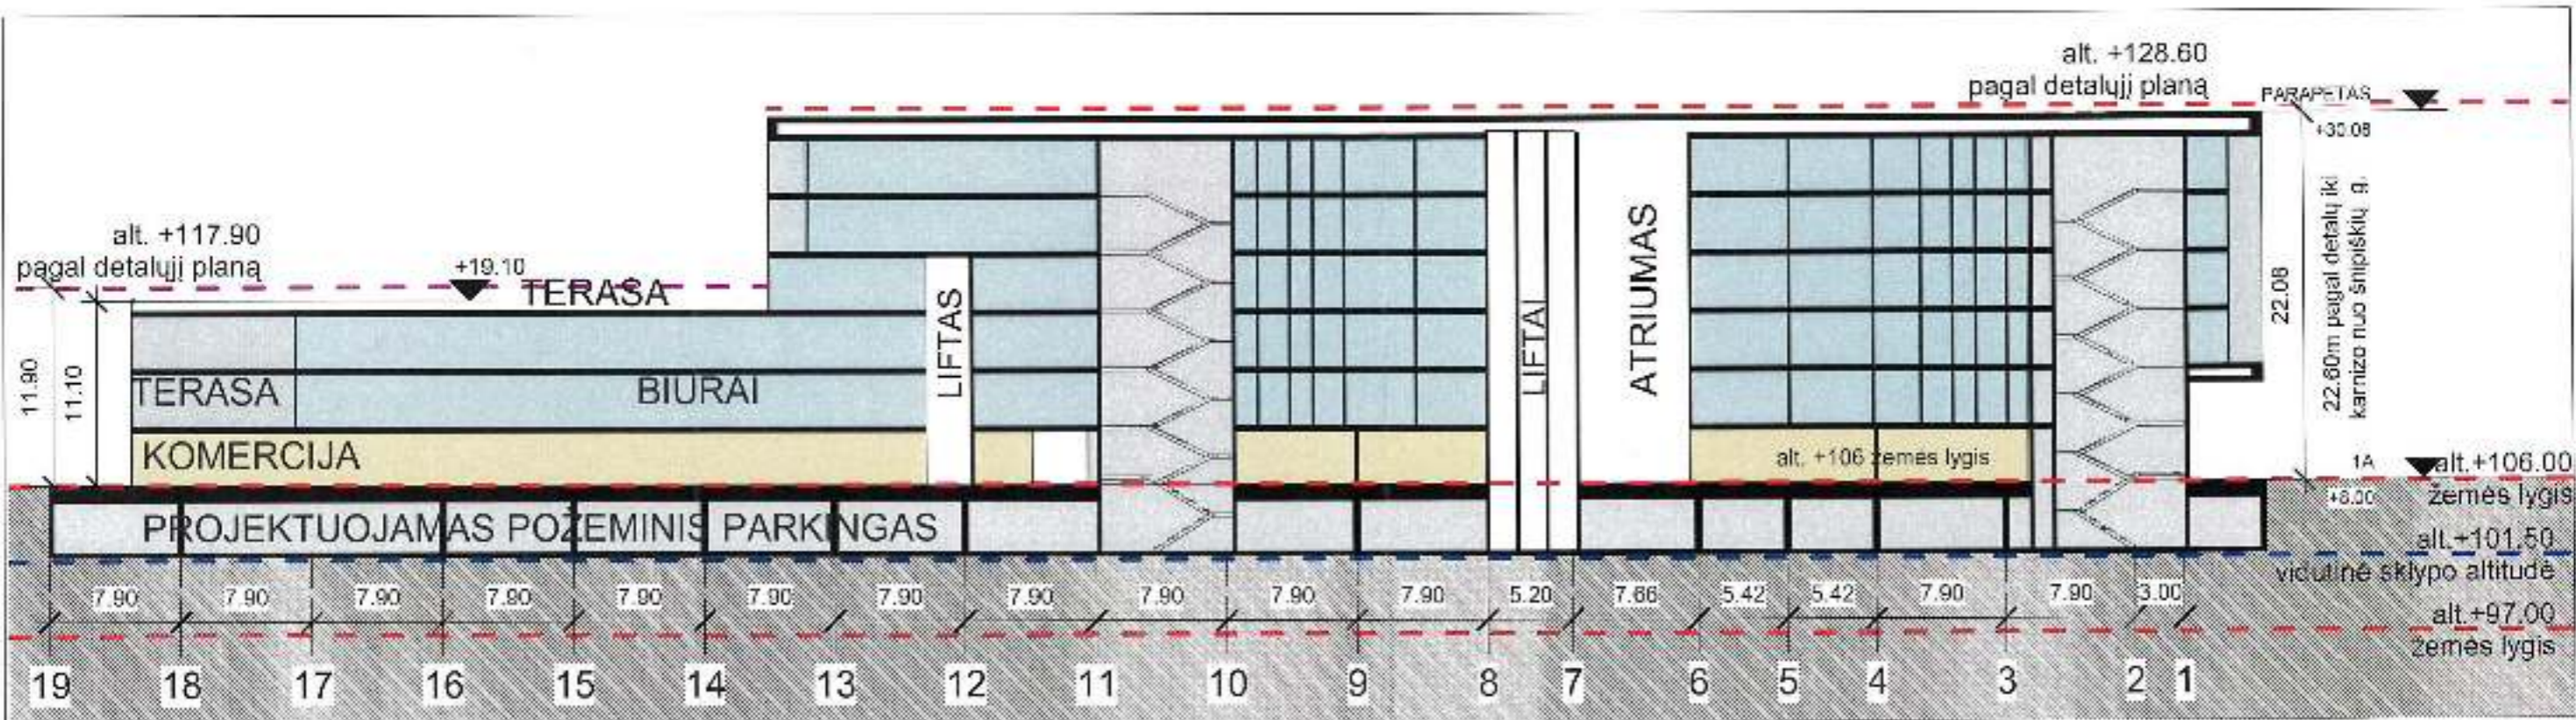 alt. +128.60
pagal detalųjį planą
PARAPETAS
+30.08
alt. +117.90
pagal detalųjį planą
+19.10
TERASA
LIFTAS
LIFTAI
ATRIUMAS
22.08
22.60m pagal detalų iki
karnizo nuo šnipiškių g.
11.90
11.10
TERASA
BIURAI
KOMERCIJA
alt. +106 žemės lygis
1A
alt.+106.00
žemės lygis
+8.00
PROJEKTUOJAMAS POŽEMINIS PARKINGAS
alt.+101.50
vidutinė sklypo altitudė
7.90 7.90 7.90 7.90 7.90 7.90 7.90 7.90 7.90 7.90 7.90 5.20 7.66 5.42 5.42 7.90 7.90 3.00
alt.+97.00
žemės lygis
19 18 17 16 15 14 13 12 11 10 9 8 7 6 5 4 3 2 1